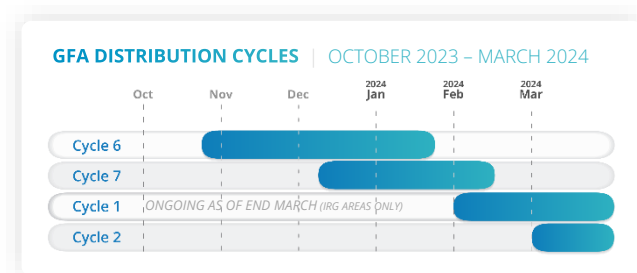 GFA DISTRIBUTION CYCLES | OCTOBER 2023 – MARCH 2024
Oct Nov Dec 2024 Jan 2024 Feb 2024 Mar
Cycle 6
Cycle 7
Cycle 1 ONGOING AS OF END MARCH (IRG AREAS ONLY)
Cycle 2